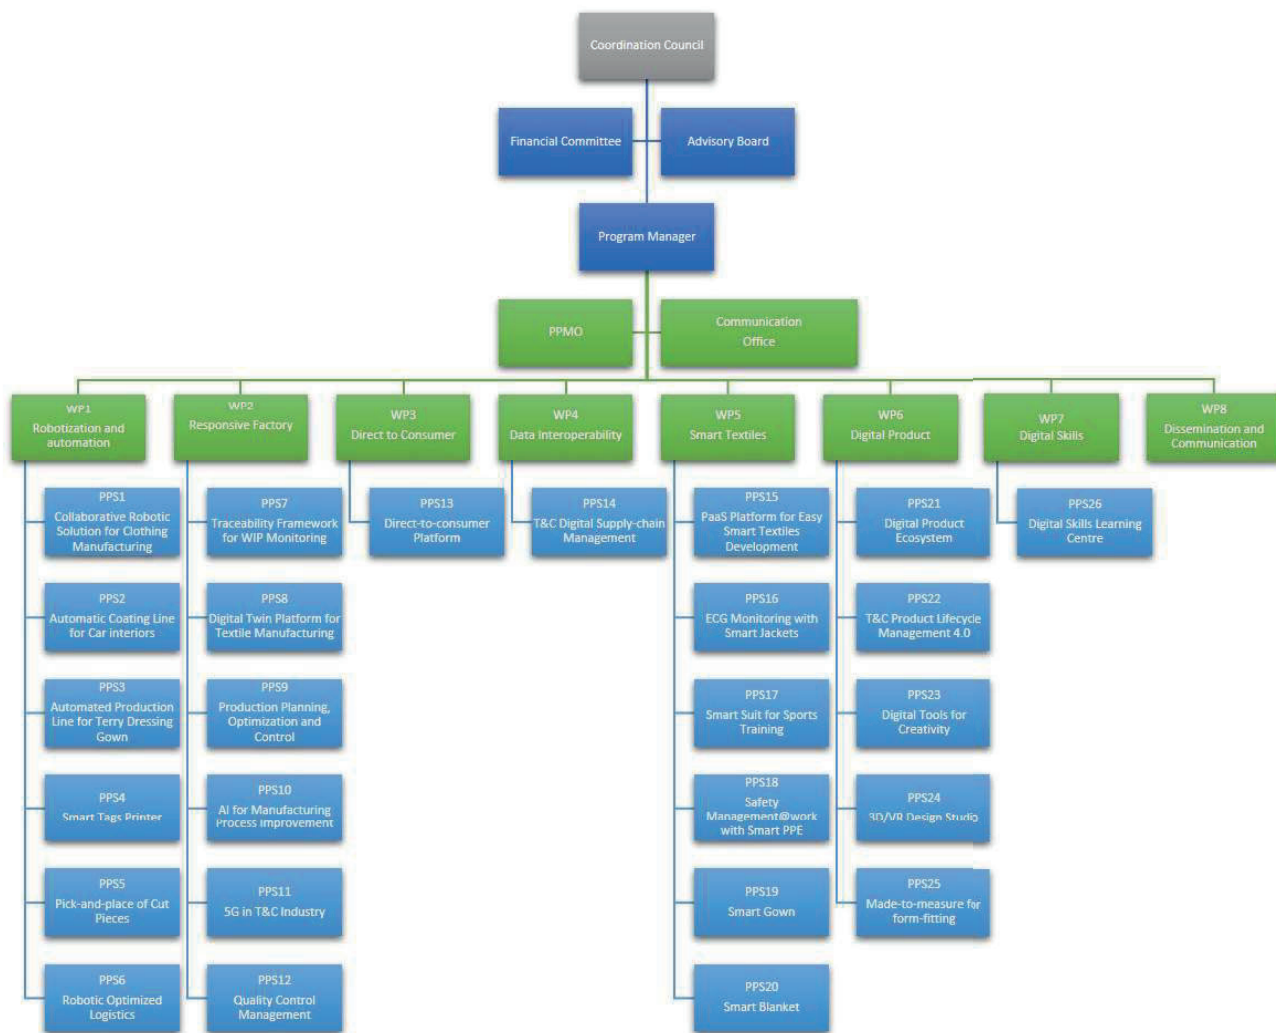 Coordination Council
Financial Committee
Advisory Board
Program Manager
PPMO
Communication
Office
WP1
Robotization and
automation
WP2
Responsive Factory
WP3
Direct to Consumer
WP4
Data Interoperability
WP5
Smart Textiles
WP6
Digital Product
WP7
Digital Skills
WP8
Dissemination and
Communication
PPS1
Collaborative Robotic
Solution for Clothing
Manufacturing
PPS2
Automatic Coating Line
for Car interiors
PPS3
Automated Production
Line for Terry Dressing
Gown
PPS4
Smart Tags Printer
PPS5
Pick-and-place of Cut
Pieces
PPS6
Robotic Optimized
Logistics
PPS7
Traceability Framework
for WIP Monitoring
PPS8
Digital Twin Platform for
Textile Manufacturing
PPS9
Production Planning,
Optimization and
Control
PPS10
AI for Manufacturing
Process Improvement
PPS11
5G in T&C Industry
PPS12
Quality Control
Management
PPS13
Direct-to-consumer
Platform
PPS14
T&C Digital Supply-chain
Management
PPS15
PaaS Platform for Easy
Smart Textiles
Development
PPS16
ECG Monitoring with
Smart Jackets
PPS17
Smart Suit for Sports
Training
PPS18
Safety
Management@work
with Smart PPE
PPS19
Smart Gown
PPS20
Smart Blanket
PPS21
Digital Product
Ecosystem
PPS22
T&C Product Lifecycle
Management 4.0
PPS23
Digital Tools for
Creativity
PPS24
3D/VR Design Studio
PPS25
Made-to-measure for
form-fitting
PPS26
Digital Skills Learning
Centre